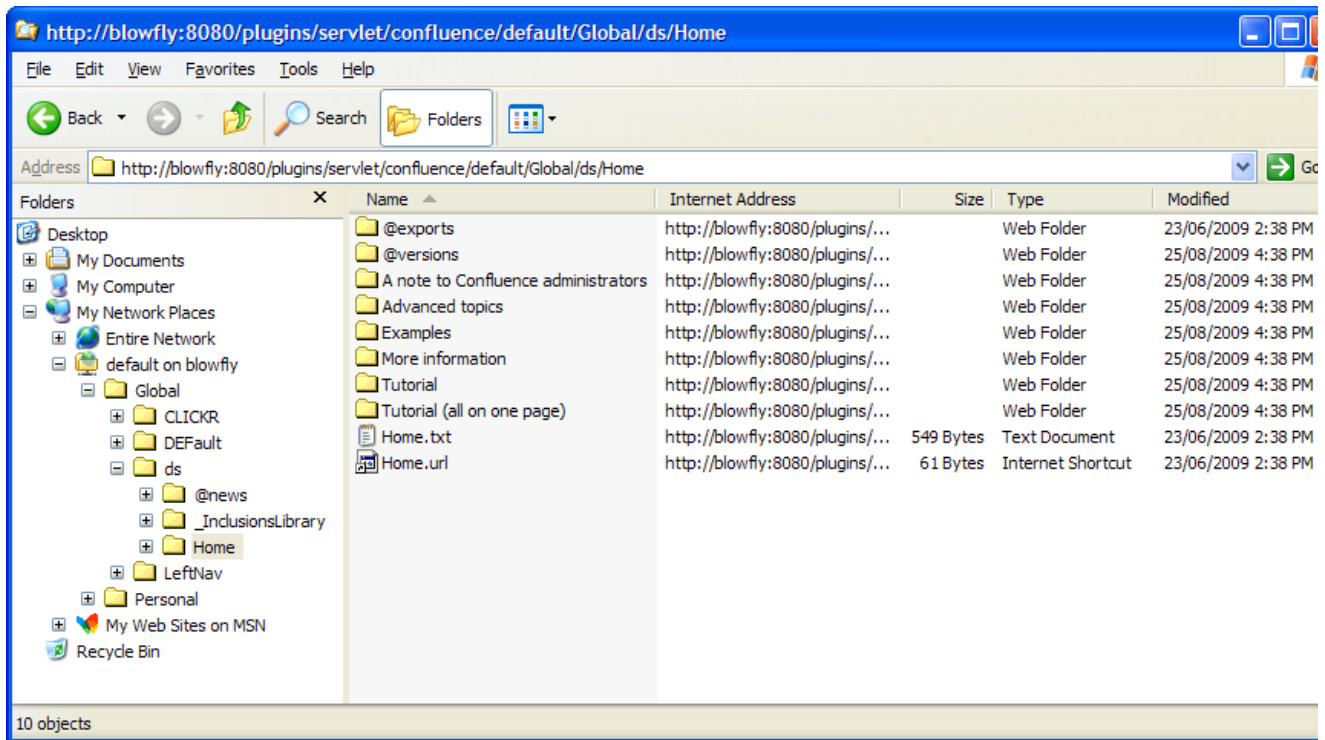 http://blowfly:8080/plugins/servlet/confluence/default/Global/ds/Home
File Edit View Favorites Tools Help
Back Search Folders
Address http://blowfly:8080/plugins/servlet/confluence/default/Global/ds/Home Go
Folders X Name Internet Address Size Type Modified
Desktop
My Documents
My Computer
My Network Places
Entire Network
default on blowfly
Global
CLICKR
DEFault
ds
@news
_InclusionsLibrary
Home
LeftNav
Personal
My Web Sites on MSN
Recycle Bin
@exports http://blowfly:8080/plugins/... Web Folder 23/06/2009 2:38 PM
@versions http://blowfly:8080/plugins/... Web Folder 25/08/2009 4:38 PM
A note to Confluence administrators http://blowfly:8080/plugins/... Web Folder 25/08/2009 4:38 PM
Advanced topics http://blowfly:8080/plugins/... Web Folder 25/08/2009 4:38 PM
Examples http://blowfly:8080/plugins/... Web Folder 25/08/2009 4:38 PM
More information http://blowfly:8080/plugins/... Web Folder 25/08/2009 4:38 PM
Tutorial http://blowfly:8080/plugins/... Web Folder 25/08/2009 4:38 PM
Tutorial (all on one page) http://blowfly:8080/plugins/... Web Folder 25/08/2009 4:38 PM
Home.txt http://blowfly:8080/plugins/... 549 Bytes Text Document 23/06/2009 2:38 PM
Home.url http://blowfly:8080/plugins/... 61 Bytes Internet Shortcut 23/06/2009 2:38 PM
10 objects